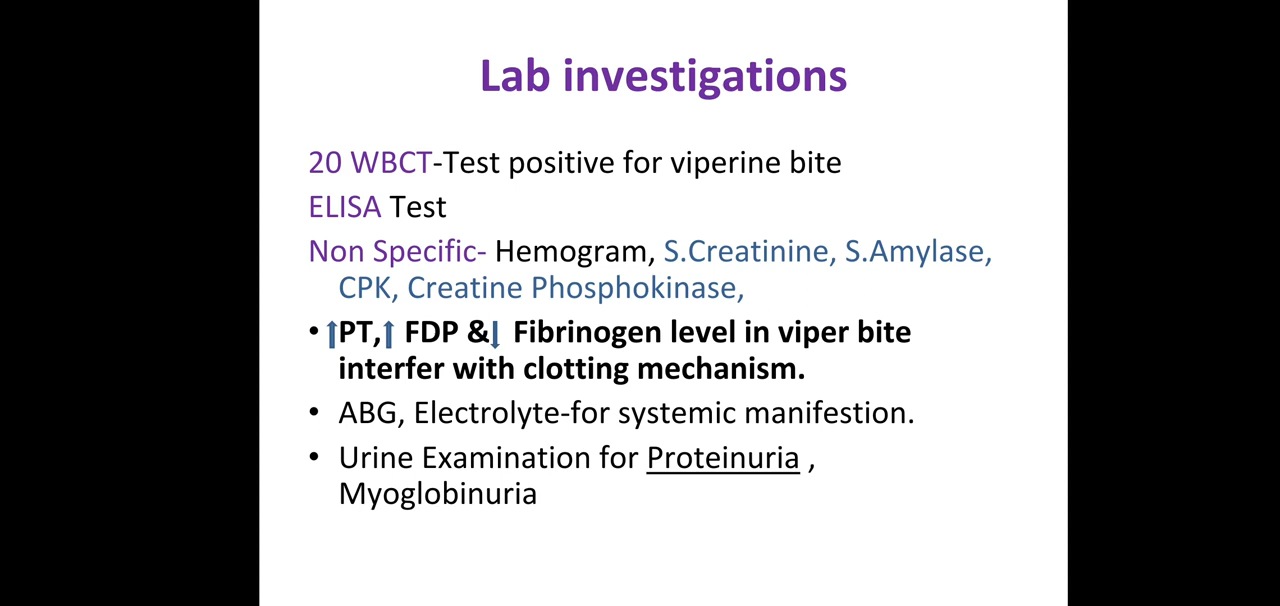 Lab investigations
20 WBCT-Test positive for viperine bite
ELISA Test
Non Specific- Hemogram, S.Creatinine, S.Amylase,
CPK, Creatine Phosphokinase,
• ↑PT,↑ FDP &↓ Fibrinogen level in viper bite
interfer with clotting mechanism.
• ABG, Electrolyte-for systemic manifestion.
• Urine Examination for Proteinuria ,
Myoglobinuria